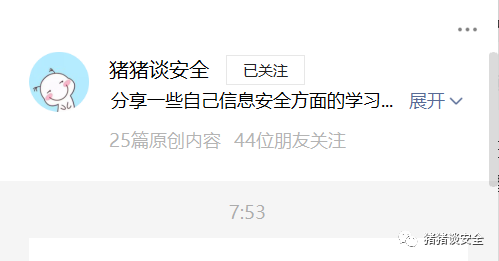 猪猪谈安全 已关注
分享一些自己信息安全方面的学习... 展开
25篇原创内容 44位朋友关注
7:53
猪猪谈安全